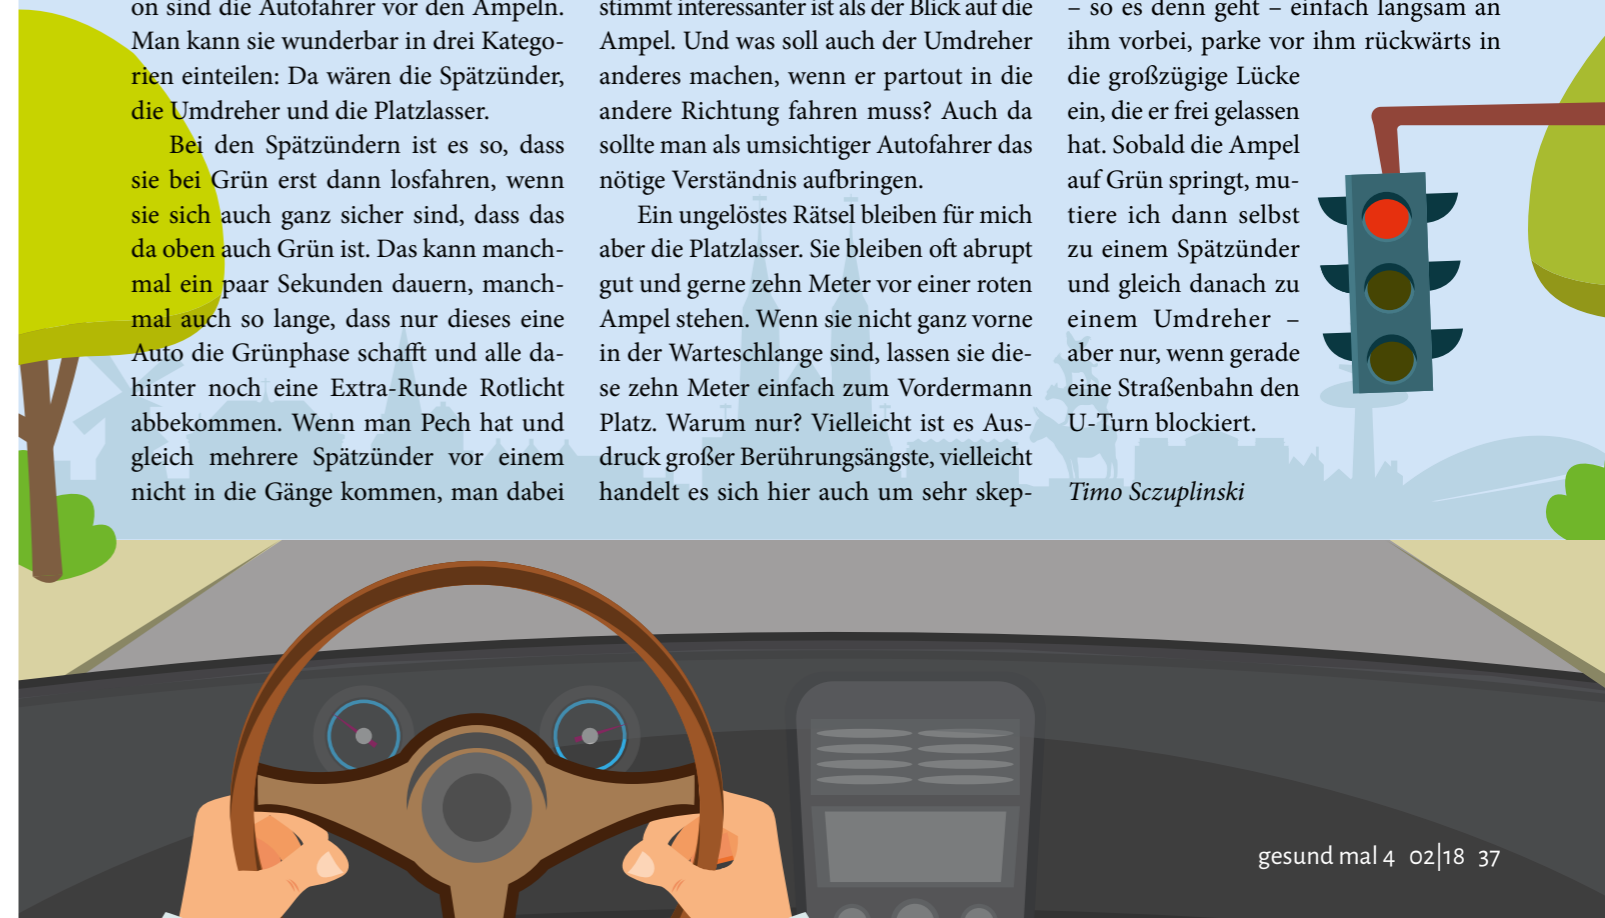 on sind die Autofahrer vor den Ampeln.
Man kann sie wunderbar in drei Katego-
rien einteilen: Da wären die Spätzünder,
die Umdreher und die Platzlasser.
Bei den Spätzündern ist es so, dass
sie bei Grün erst dann losfahren, wenn
sie sich auch ganz sicher sind, dass das
da oben auch Grün ist. Das kann manch-
mal ein paar Sekunden dauern, manch-
mal auch so lange, dass nur dieses eine
Auto die Grünphase schafft und alle da-
hinter noch eine Extra-Runde Rotlicht
abbekommen. Wenn man Pech hat und
gleich mehrere Spätzünder vor einem
nicht in die Gänge kommen, man dabei
stimmt interessanter ist als der Blick auf die
Ampel. Und was soll auch der Umdreher
anderes machen, wenn er partout in die
andere Richtung fahren muss? Auch da
sollte man als umsichtiger Autofahrer das
nötige Verständnis aufbringen.
Ein ungelöstes Rätsel bleiben für mich
aber die Platzlasser. Sie bleiben oft abrupt
gut und gerne zehn Meter vor einer roten
Ampel stehen. Wenn sie nicht ganz vorne
in der Warteschlange sind, lassen sie die-
se zehn Meter einfach zum Vordermann
Platz. Warum nur? Vielleicht ist es Aus-
druck großer Berührungsängste, vielleicht
handelt es sich hier auch um sehr skep-
– so es denn geht – einfach langsam an
ihm vorbei, parke vor ihm rückwärts in
die großzügige Lücke
ein, die er frei gelassen
hat. Sobald die Ampel
auf Grün springt, mu-
tiere ich dann selbst
zu einem Spätzünder
und gleich danach zu
einem Umdreher –
aber nur, wenn gerade
eine Straßenbahn den
U-Turn blockiert.
Timo Sczuplinski
gesund mal 4 02|18 37